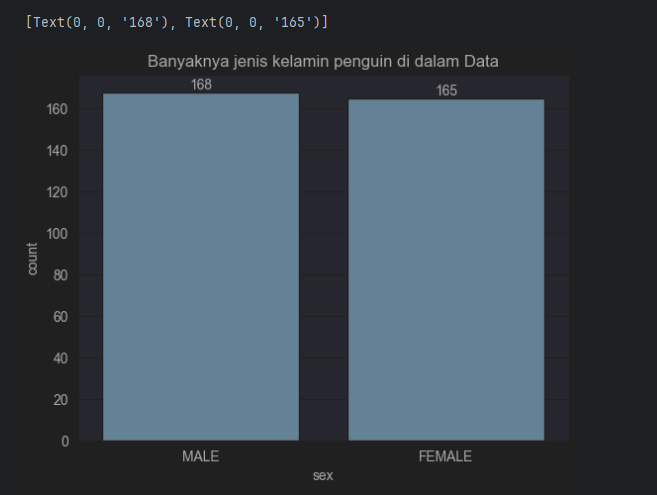 [Text(0, 0, '168'), Text(0, 0, '165')]
Banyaknya jenis kelamin penguin di dalam Data
168
165
160
140
120
100
80
60
40
20
0
count
MALE
FEMALE
sex